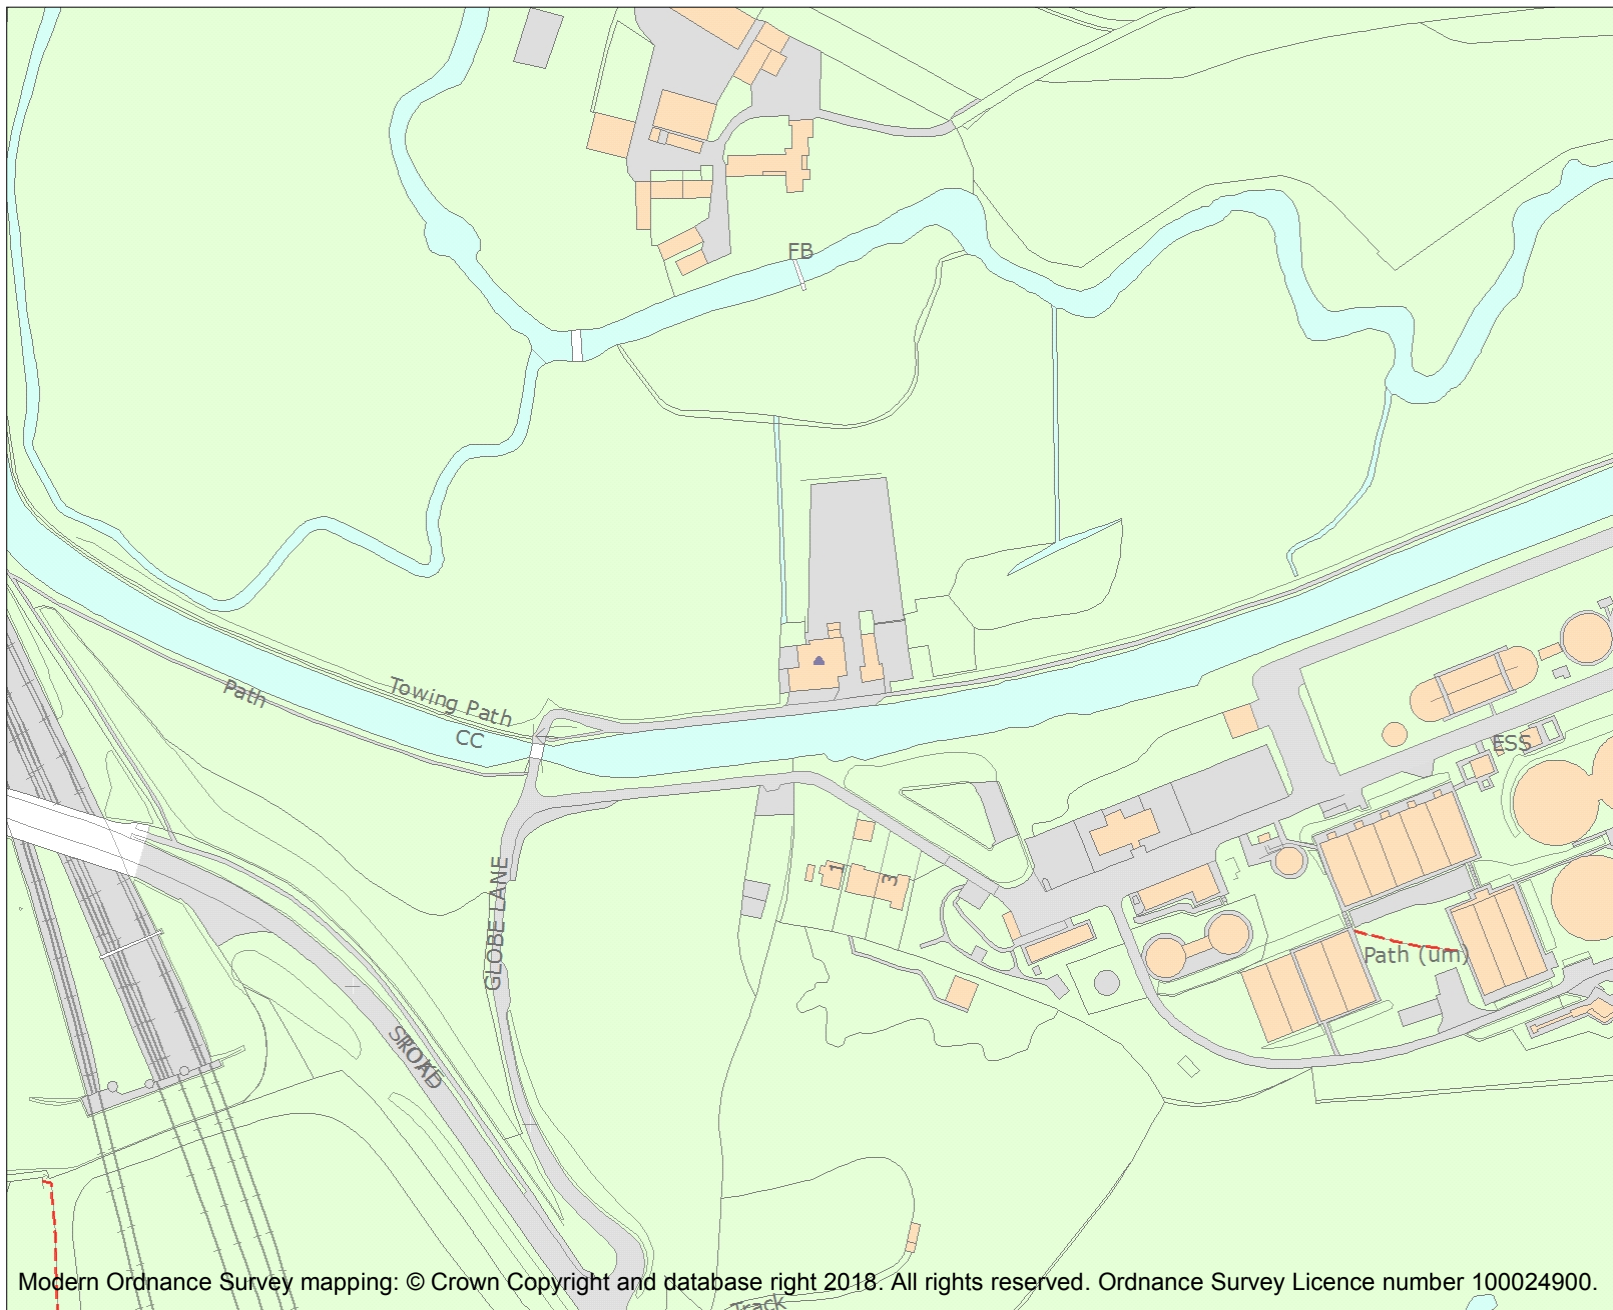 FB
Path
Towing Path
CC
ESS
GLOBE LANE
1
3
Path (um)
Track
Modern Ordnance Survey mapping: © Crown Copyright and database right 2018. All rights reserved. Ordnance Survey Licence number 100024900.